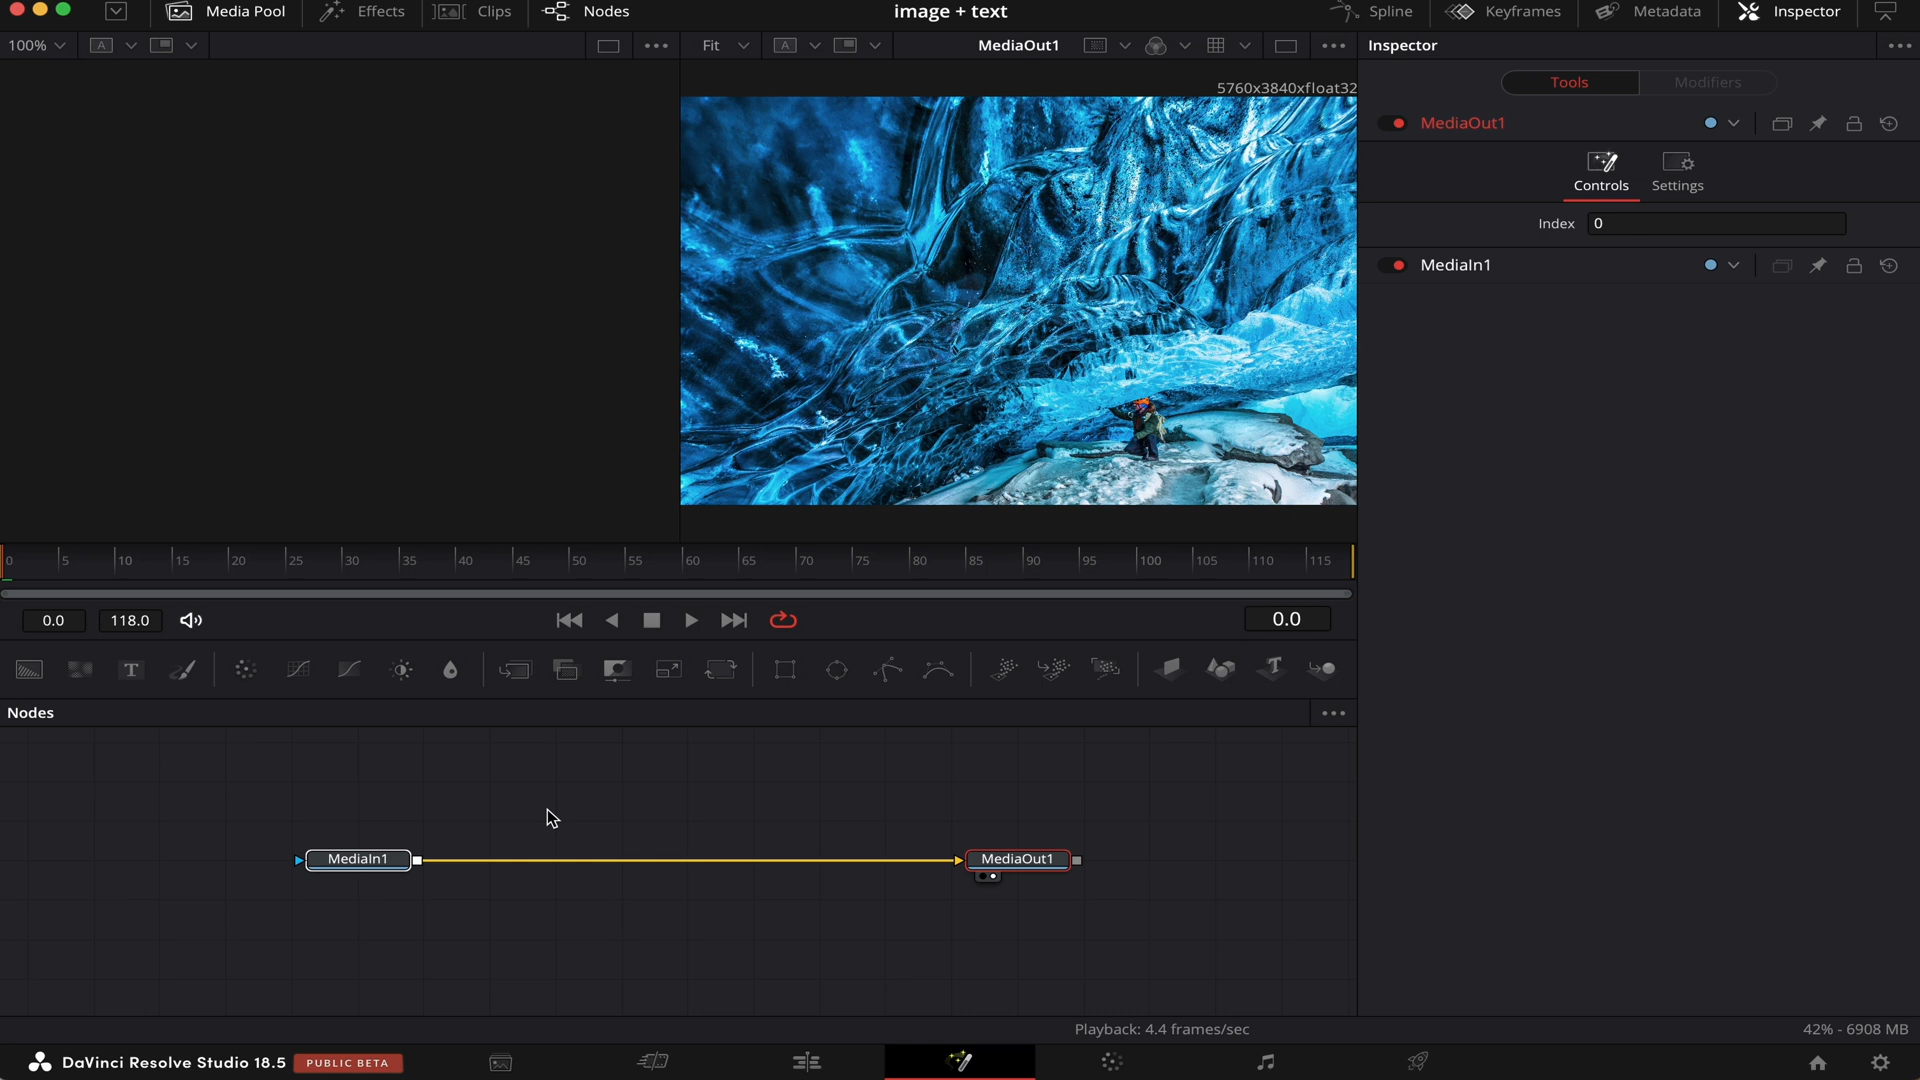 Media Pool Effects Clips Nodes image + text Spline Keyframes Metadata Inspector
100% A Fit A MediaOut1 Inspector
5760x3840xfloat32
Tools Modifiers
MediaOut1
Controls Settings
Index 0
MediaIn1
0 5 10 15 20 25 30 35 40 45 50 55 60 65 70 75 80 85 90 95 100 105 110 115
0.0 118.0 0.0
T T
Nodes
MediaIn1 MediaOut1
Playback: 4.4 frames/sec 42% - 6908 MB
DaVinci Resolve Studio 18.5 PUBLIC BETA